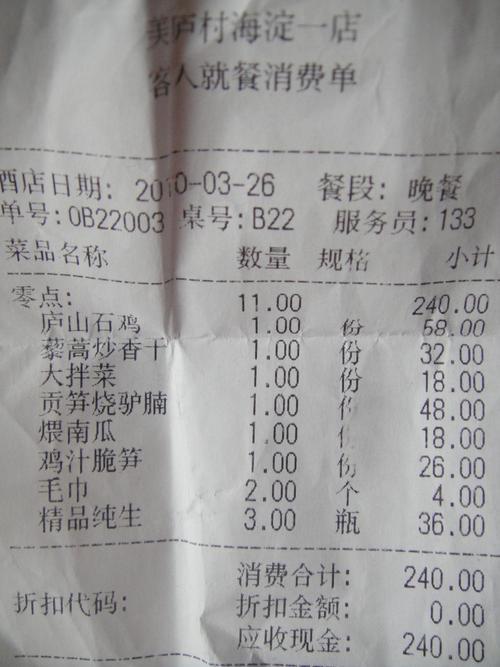 美庐村海淀一店
客人就餐消费单
酒店日期: 2010-03-26 餐段: 晚餐
单号:0B22003 桌号:B22 服务员:133
菜品名称 数量 规格 小计
零点: 11.00 240.00
庐山石鸡 1.00 份 58.00
藜蒿炒香干 1.00 份 32.00
大拌菜 1.00 份 18.00
贡笋烧驴腩 1.00 份 48.00
煨南瓜 1.00 份 18.00
鸡汁脆笋 1.00 份 26.00
毛巾 2.00 个 4.00
精品纯生 3.00 瓶 36.00
消费合计: 240.00
折扣代码: 折扣金额: 0.00
应收现金: 240.00